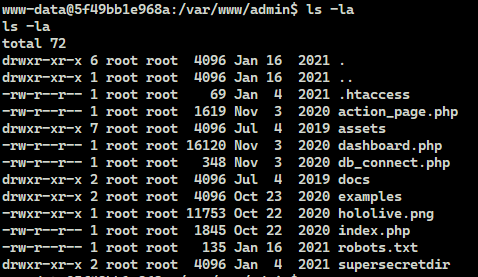 www-data@5f49bb1e968a:/var/www/admin$ ls -la
ls -la
total 72
drwxr-xr-x 6 root root  4096 Jan 16  2021 .
drwxr-xr-x 1 root root  4096 Jan 16  2021 ..
-rw-r--r-- 1 root root    69 Jan  4  2021 .htaccess
-rw-r--r-- 1 root root  1619 Nov  3  2020 action_page.php
drwxr-xr-x 7 root root  4096 Jul  4  2019 assets
-rw-r--r-- 1 root root 16120 Nov  3  2020 dashboard.php
-rw-r--r-- 1 root root   348 Nov  3  2020 db_connect.php
drwxr-xr-x 2 root root  4096 Jul  4  2019 docs
drwxr-xr-x 2 root root  4096 Oct 23  2020 examples
-rwxr-xr-x 1 root root 11753 Oct 22  2020 hololive.png
-rw-r--r-- 1 root root  1845 Oct 22  2020 index.php
-rw-r--r-- 1 root root   135 Jan 16  2021 robots.txt
drwxr-xr-x 2 root root  4096 Jan  4  2021 supersecretdir